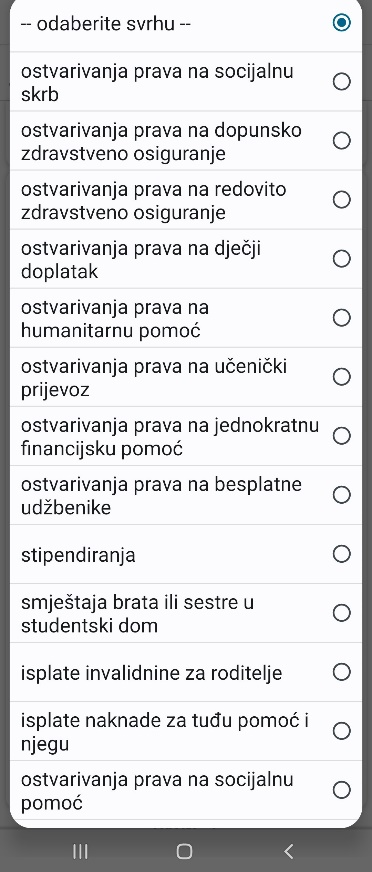 -- odaberite svrhu --
ostvarivanja prava na socijalnu
skrb
ostvarivanja prava na dopunsko
zdravstveno osiguranje
ostvarivanja prava na redovito
zdravstveno osiguranje
ostvarivanja prava na dječji
doplatak
ostvarivanja prava na
humanitarnu pomoć
ostvarivanja prava na učenički
prijevoz
ostvarivanja prava na jednokratnu
financijsku pomoć
ostvarivanja prava na besplatne
udžbenike
stipendiranja
smještaja brata ili sestre u
studentski dom
isplate invalidnine za roditelje
isplate naknade za tuđu pomoć i
njegu
ostvarivanja prava na socijalnu
pomoć